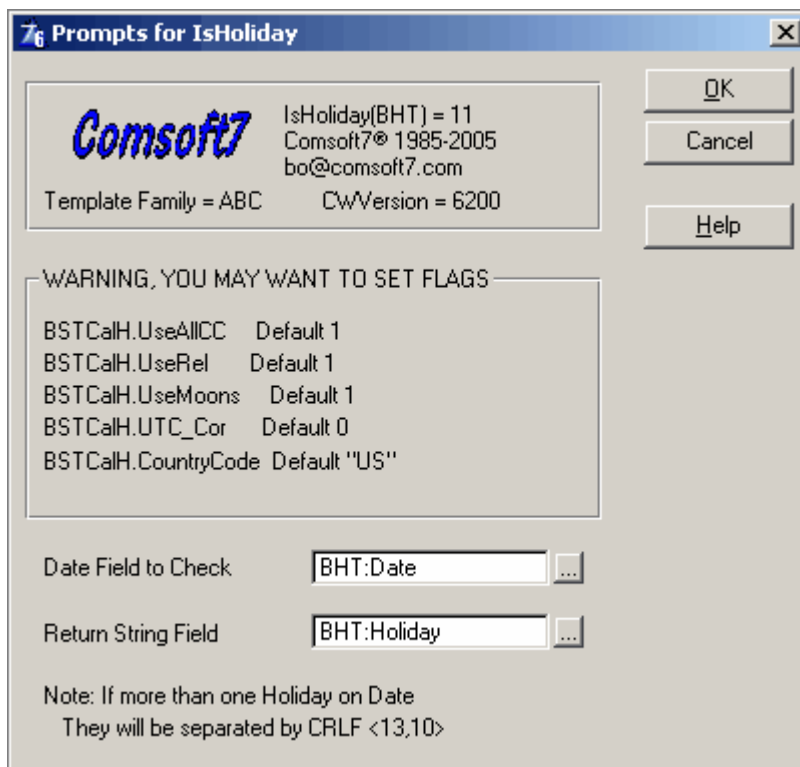 76 Prompts for IsHoliday
Comsoft7
IsHoliday(BHT) = 11
Comsoft7® 1985-2005
bo@comsoft7.com
Template Family = ABC CWVersion = 6200
OK
Cancel
Help
WARNING, YOU MAY WANT TO SET FLAGS
BSTCalH.UseAllCC Default 1
BSTCalH.UseRel Default 1
BSTCalH.UseMoons Default 1
BSTCalH.UTC_Cor Default 0
BSTCalH.CountryCode Default "US"
Date Field to Check BHT:Date ...
Return String Field BHT:Holiday ...
Note: If more than one Holiday on Date
They will be separated by CRLF <13,10>